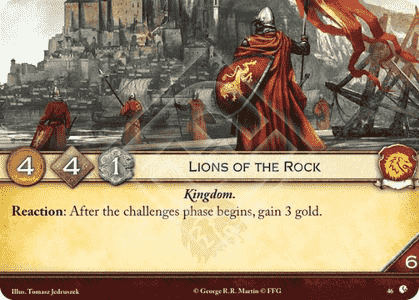 4 4 1 LIONS OF THE ROCK
Kingdom.
Reaction: After the challenges phase begins, gain 3 gold.
6
Illus. Tomasz Jedruszek © George R.R. Martin © FFG 46